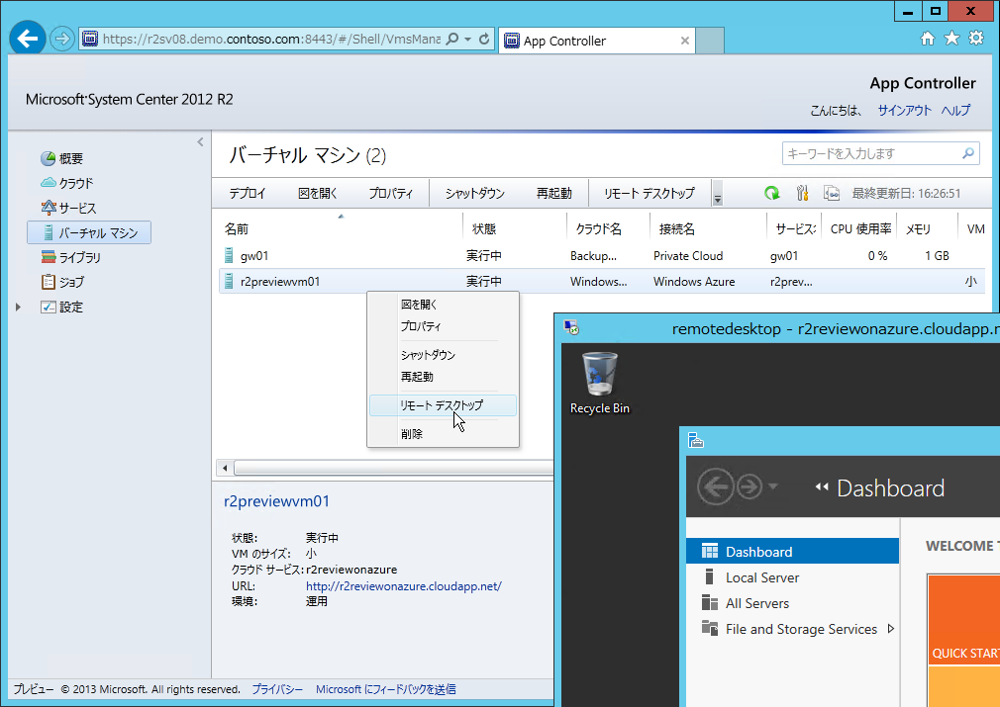 https://r2sv08.demo.contoso.com:8443/#/Shell/VmsMana
App Controller
Microsoft System Center 2012 R2
App Controller
こんにちは、 サインアウト ヘルプ
概要
クラウド
サービス
バーチャル マシン
ライブラリ
ジョブ
設定
バーチャル マシン (2)
キーワードを入力します
デプロイ 図を開く プロパティ シャットダウン 再起動 リモート デスクトップ 最終更新日: 16:26:51
名前 状態 クラウド名 接続名 サービス: CPU 使用率 メモリ VM
gw01 実行中 Backup... Private Cloud gw01 0 % 1 GB
r2previewvm01 実行中 Windows... Windows Azure r2prev... 小
図を開く
プロパティ
シャットダウン
再起動
リモート デスクトップ
削除
r2previewvm01
状態: 実行中
VM のサイズ: 小
クラウド サービス: r2reviewonazure
URL: http://r2reviewonazure.cloudapp.net/
環境: 運用
remotedesktop - r2reviewonazure.cloudapp.n
Recycle Bin
Dashboard
Dashboard
Local Server
All Servers
File and Storage Services
WELCOME T
QUICK START
プレビュー © 2013 Microsoft. All rights reserved. プライバシー Microsoft にフィードバックを送信